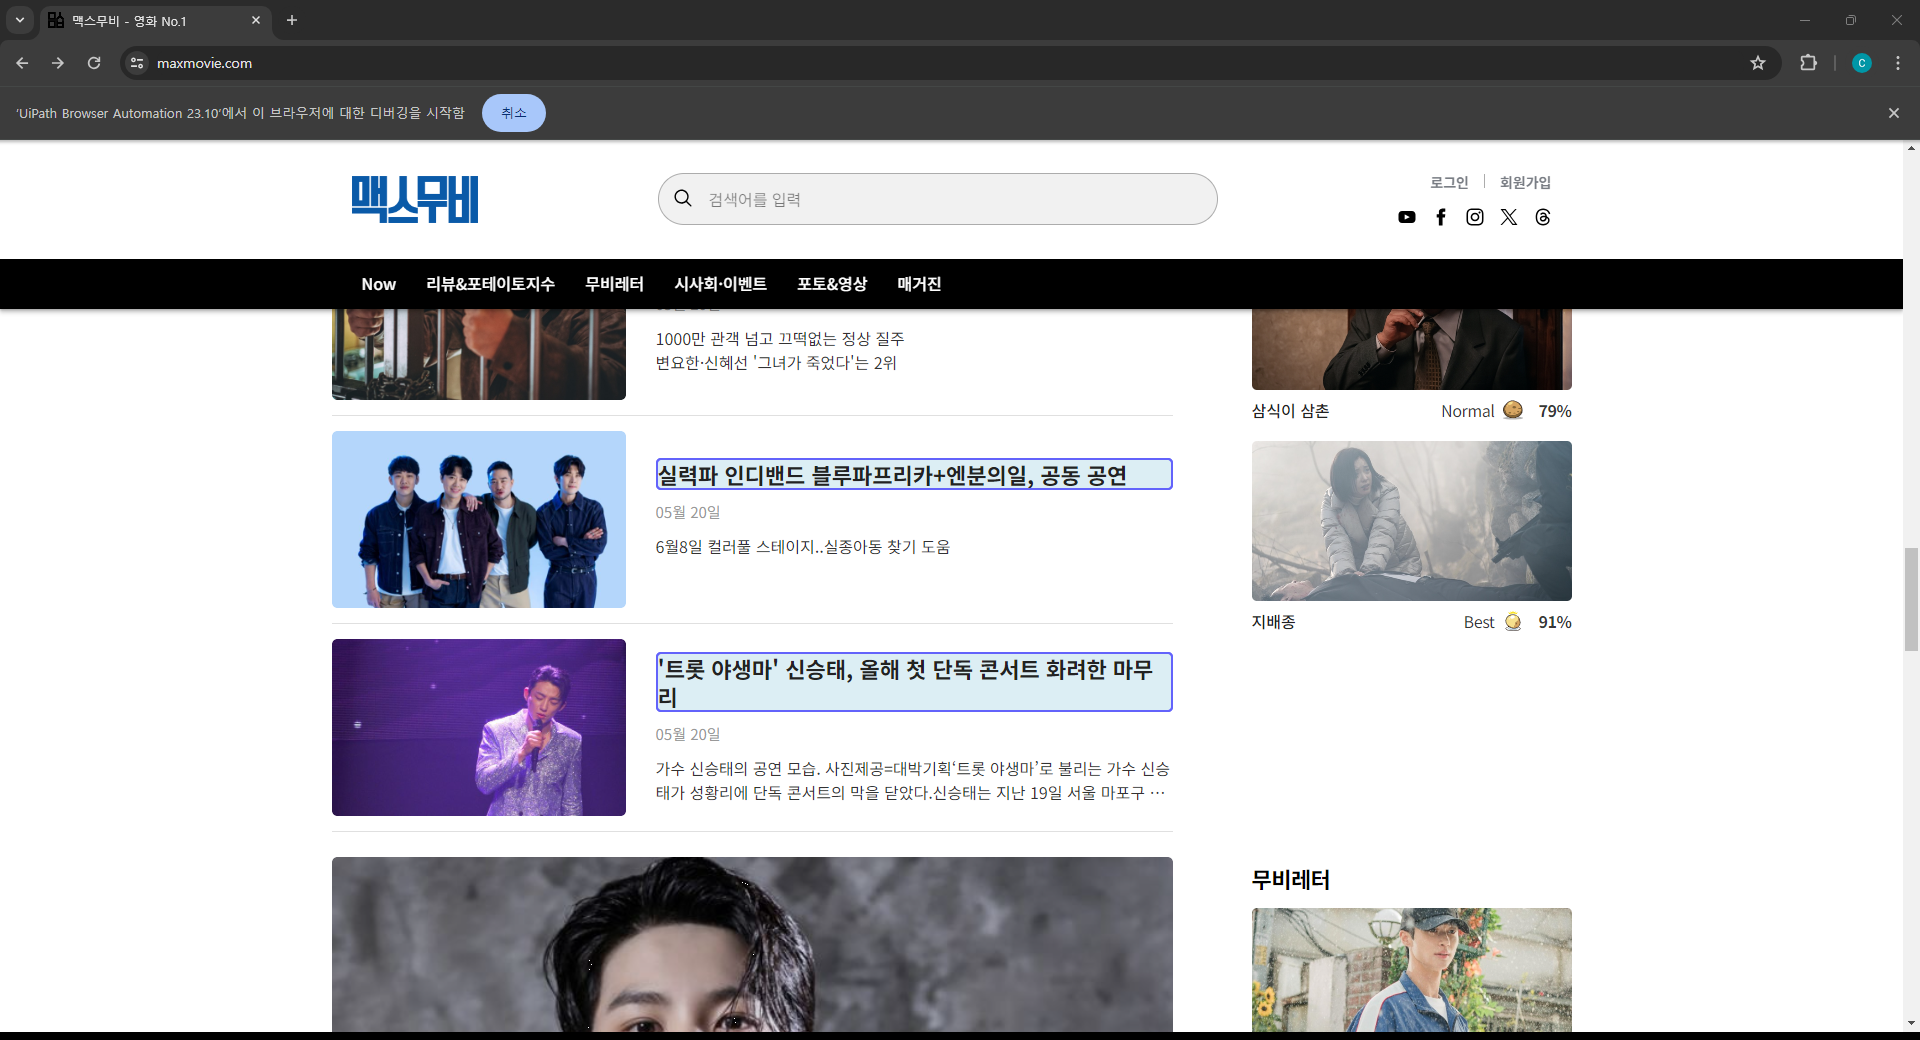 맥스무비 - 영화 No.1
maxmovie.com
C
'UiPath Browser Automation 23.10'에서 이 브라우저에 대한 디버깅을 시작함
취소
맥스무비
검색어를 입력
로그인
회원가입
Now
리뷰&포테이토지수
무비레터
시사회·이벤트
포토&영상
매거진
1000만 관객 넘고 끄떡없는 정상 질주
변요한·신혜선 '그녀가 죽었다'는 2위
삼식이 삼촌
Normal
79%
실력파 인디밴드 블루파프리카+엔분의일, 공동 공연
05월 20일
6월8일 컬러풀 스테이지..실종아동 찾기 도움
지배종
Best
91%
'트롯 야생마' 신승태, 올해 첫 단독 콘서트 화려한 마무
리
05월 20일
가수 신승태의 공연 모습. 사진제공=대박기획‘트롯 야생마’로 불리는 가수 신승
태가 성황리에 단독 콘서트의 막을 닫았다.신승태는 지난 19일 서울 마포구 …
무비레터